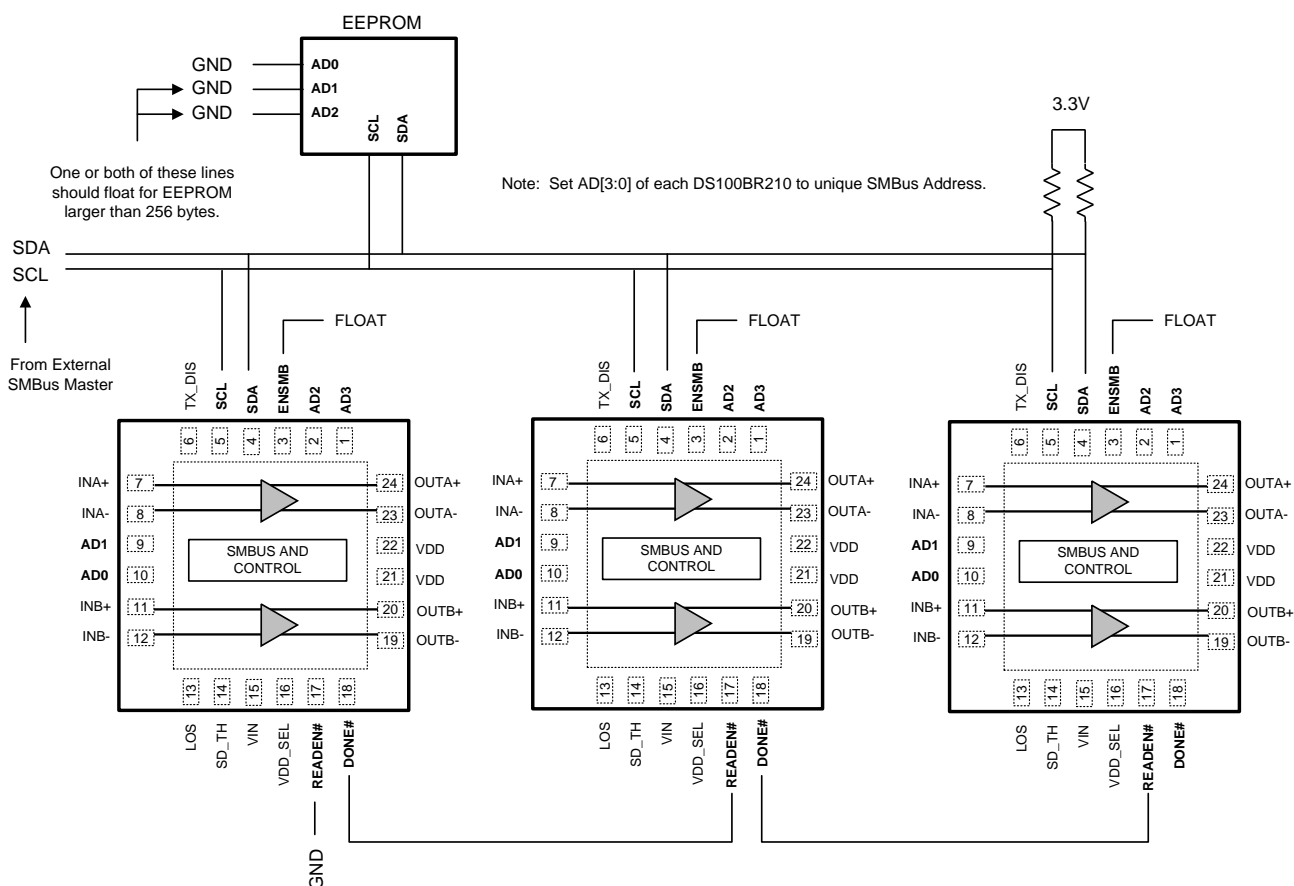 EEPROM
GND
AD0
GND
AD1
GND
AD2
SCL
SDA
One or both of these lines
should float for EEPROM
larger than 256 bytes.
Note: Set AD[3:0] of each DS100BR210 to unique SMBus Address.
3.3V
SDA
SCL
From External
SMBus Master
FLOAT
TX_DIS
SCL
SDA
ENSMB
AD2
AD3
6
5
4
3
2
1
INA+
7
24
OUTA+
INA-
8
23
OUTA-
AD1
9
SMBUS AND
CONTROL
22
VDD
AD0
10
21
VDD
INB+
11
20
OUTB+
INB-
12
19
OUTB-
13
14
15
16
17
18
LOS
SD_TH
VIN
VDD_SEL
READEN#
DONE#
GND
FLOAT
TX_DIS
SCL
SDA
ENSMB
AD2
AD3
6
5
4
3
2
1
INA+
7
24
OUTA+
INA-
8
23
OUTA-
AD1
9
SMBUS AND
CONTROL
22
VDD
AD0
10
21
VDD
INB+
11
20
OUTB+
INB-
12
19
OUTB-
13
14
15
16
17
18
LOS
SD_TH
VIN
VDD_SEL
READEN#
DONE#
FLOAT
TX_DIS
SCL
SDA
ENSMB
AD2
AD3
6
5
4
3
2
1
INA+
7
24
OUTA+
INA-
8
23
OUTA-
AD1
9
SMBUS AND
CONTROL
22
VDD
AD0
10
21
VDD
INB+
11
20
OUTB+
INB-
12
19
OUTB-
13
14
15
16
17
18
LOS
SD_TH
VIN
VDD_SEL
READEN#
DONE#